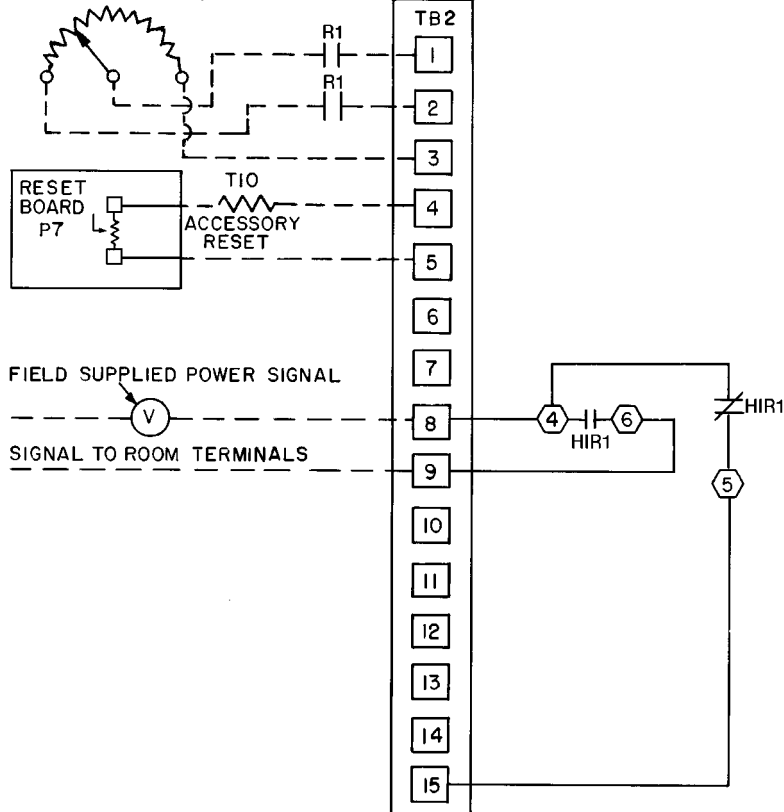 TB2
R1
1
R1
2
3
RESET
BOARD
P7
T10
ACCESSORY
RESET
4
5
6
7
FIELD SUPPLIED POWER SIGNAL
V
8
4
HIR1
6
HIR1
SIGNAL TO ROOM TERMINALS
9
5
10
11
12
13
14
15